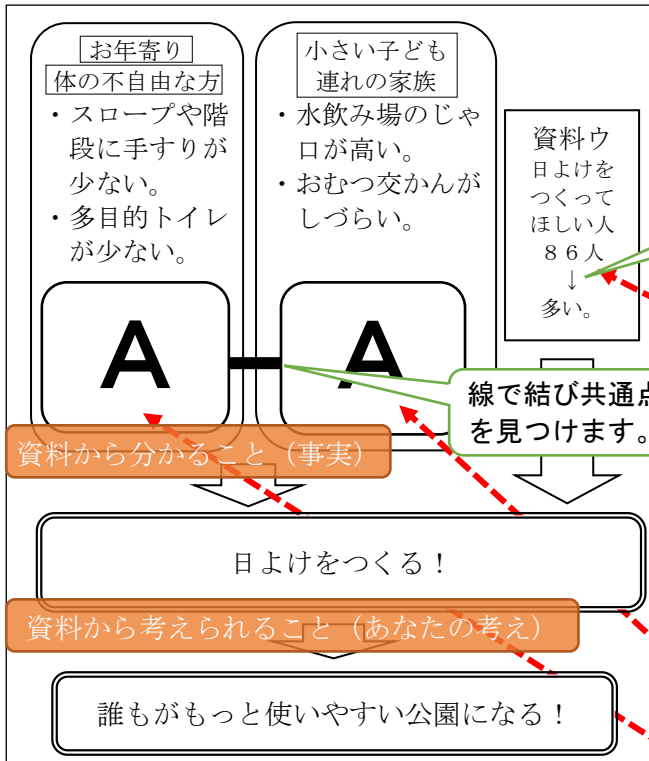 お年寄り
体の不自由な方
・スロープや階
段に手すりが
少ない。
・多目的トイレ
が少ない。
A
小さい子ども
連れの家族
・水飲み場のじゃ
口が高い。
・おむつ交かんが
しづらい。
A
資料ウ
日よけを
つくって
ほしい人
８６人
↓
多い。
線で結び共通点
を見つけます。
資料から分かること（事実）
日よけをつくる！
資料から考えられること（あなたの考え）
誰もがもっと使いやすい公園になる！